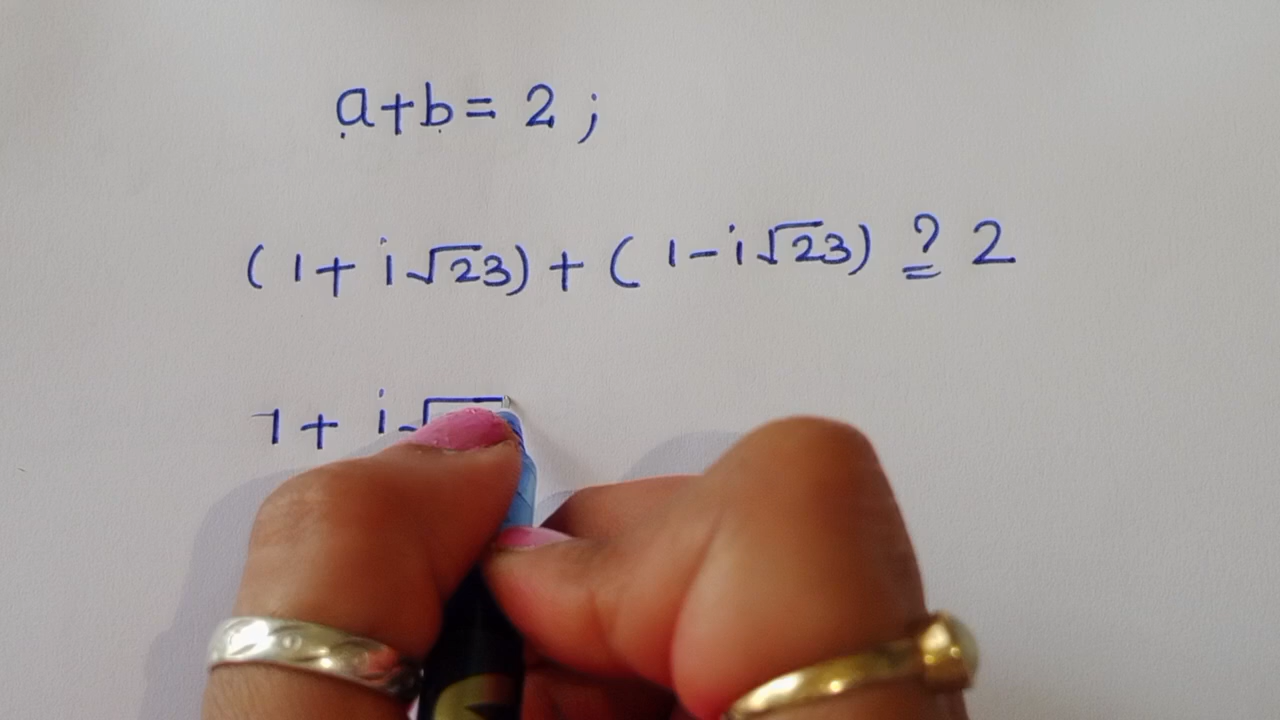 a+b= 2 ;
(1+ i√23) + (1-i√23) ≟ 2
1+ i√